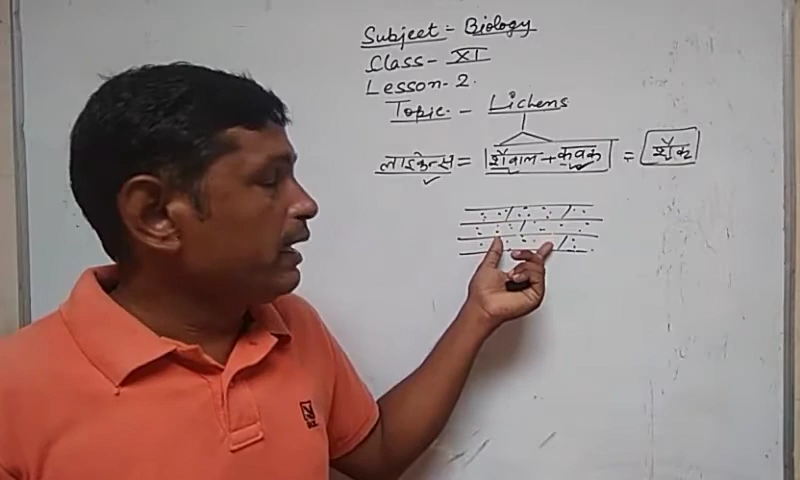 Subject:- Biology
Class- XI
Lesson-2.
Topic:- Lichens
लाइकेन्स = शैवाल + कवक = शैक